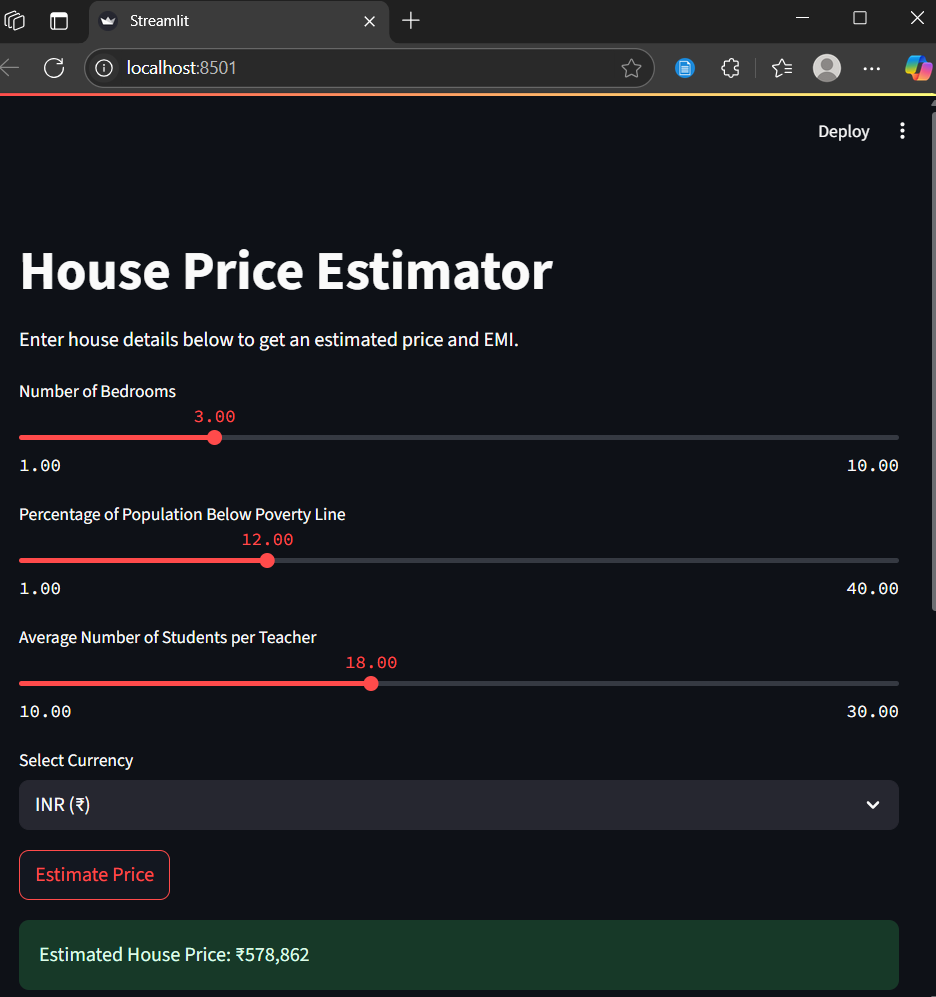 Streamlit
localhost:8501
Deploy
House Price Estimator
Enter house details below to get an estimated price and EMI.
Number of Bedrooms
3.00
1.00 10.00
Percentage of Population Below Poverty Line
12.00
1.00 40.00
Average Number of Students per Teacher
18.00
10.00 30.00
Select Currency
INR (₹)
Estimate Price
Estimated House Price: ₹578,862